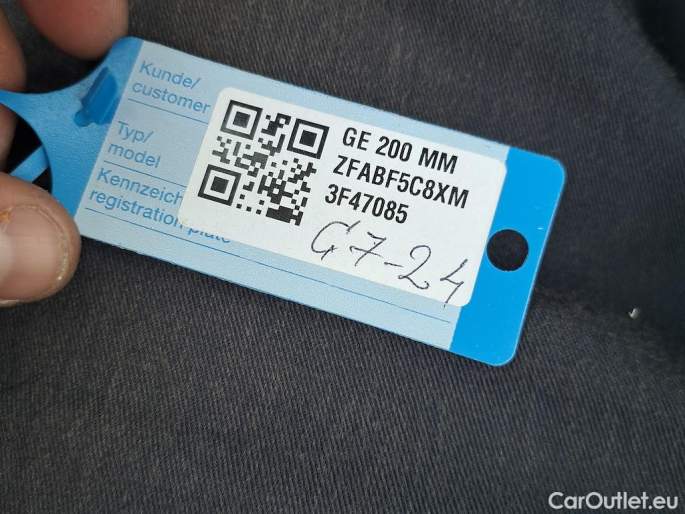 Kunde/
customer
Typ/
model
Kennzeich
registration plate
GE 200 MM
ZFABF5C8XM
3F47085
G7-24
CarOutlet.eu